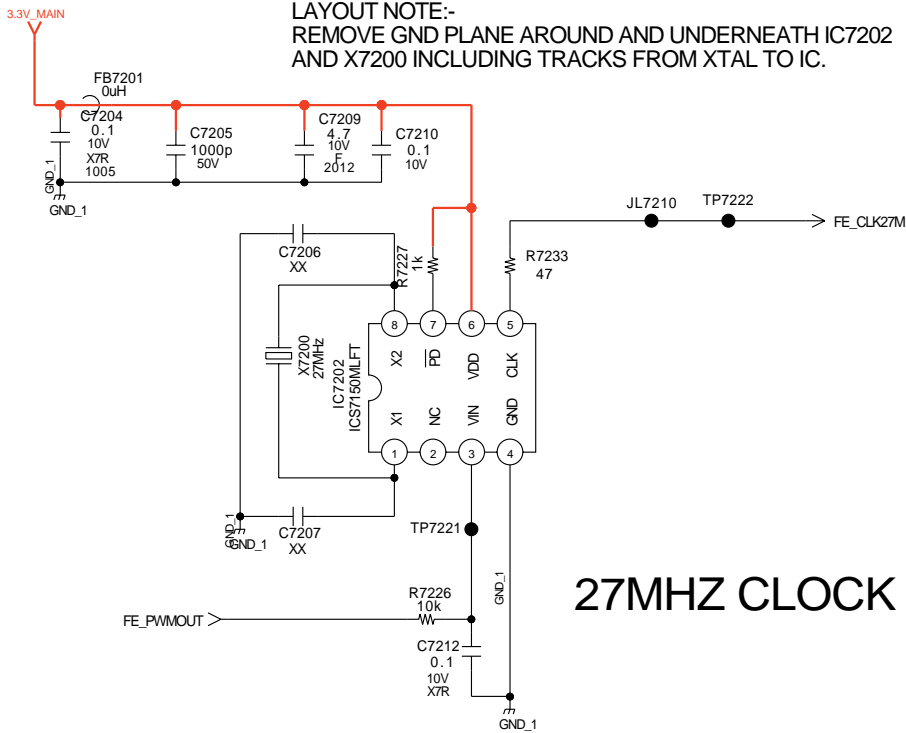 3.3V_MAIN
LAYOUT NOTE:-
REMOVE GND PLANE AROUND AND UNDERNEATH IC7202
AND X7200 INCLUDING TRACKS FROM XTAL TO IC.
FB7201
0uH
C7204
0.1
10V
X7R
1005
C7205
1000p
50V
C7209
4.7
10V
F
2012
C7210
0.1
10V
GND_1
GND_1
JL7210
TP7222
FE_CLK27M
C7206
XX
R7227
1k
R7233
47
X7200
27MHz
IC7202
ICS7150MLFT
8
7
6
5
X2
PD
VDD
CLK
X1
NC
VIN
GND
1
2
3
4
GND_1
GND_1
C7207
XX
TP7221
GND_1
27MHZ CLOCK
FE_PWMOUT
R7226
10k
C7212
0.1
10V
X7R
GND_1